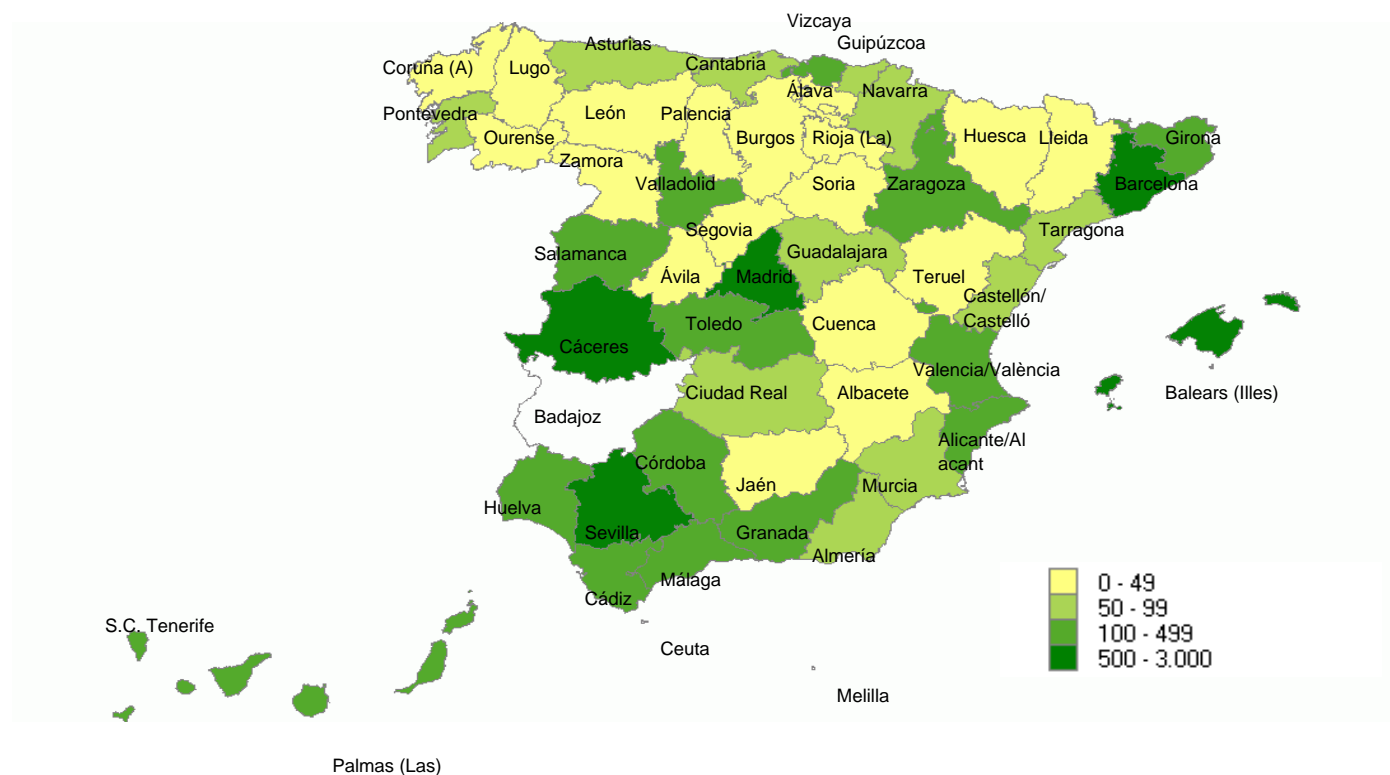 Vizcaya
Asturias
Guipúzcoa
Coruña (A)
Lugo
Cantabria
Álava
Navarra
Pontevedra
León
Palencia
Ourense
Burgos
Rioja (La)
Huesca
Lleida
Girona
Zamora
Valladolid
Soria
Zaragoza
Barcelona
Segovia
Tarragona
Salamanca
Guadalajara
Ávila
Madrid
Teruel
Castellón/
Castelló
Toledo
Cuenca
Cáceres
Valencia/València
Ciudad Real
Albacete
Balears (Illes)
Badajoz
Alicante/Al
acant
Córdoba
Jaén
Murcia
Huelva
Sevilla
Granada
Almería
Málaga
Cádiz
0 - 49
50 - 99
100 - 499
500 - 3.000
S.C. Tenerife
Ceuta
Melilla
Palmas (Las)